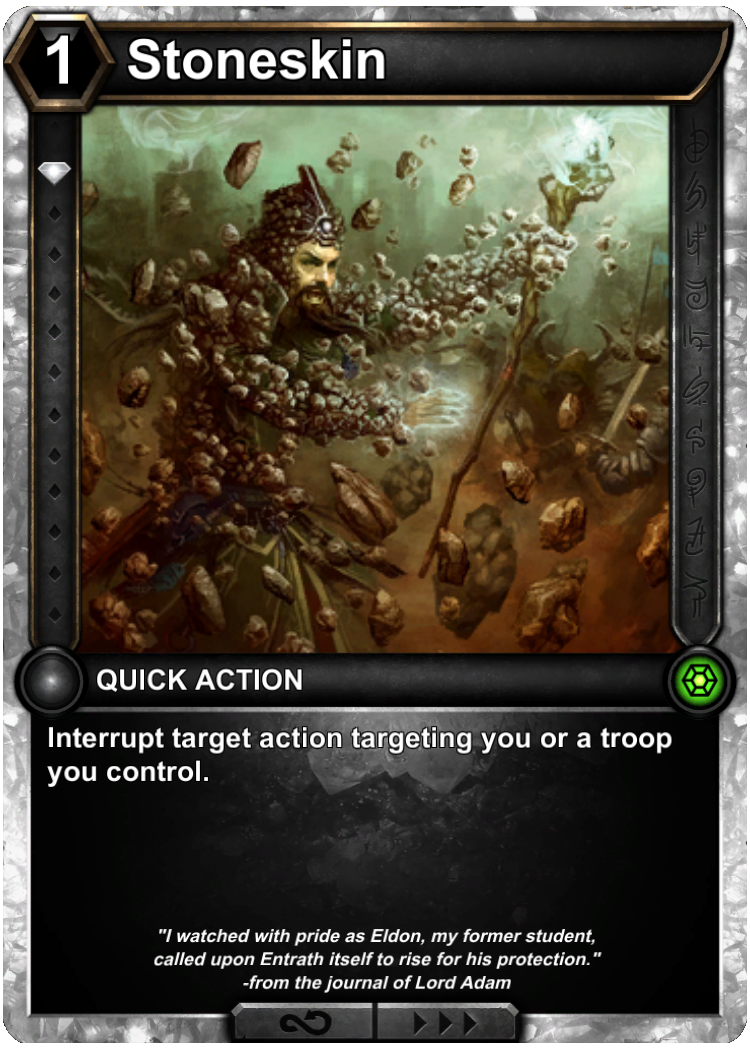 1 Stoneskin
QUICK ACTION
Interrupt target action targeting you or a troop
you control.
"I watched with pride as Eldon, my former student,
called upon Entrath itself to rise for his protection."
-from the journal of Lord Adam